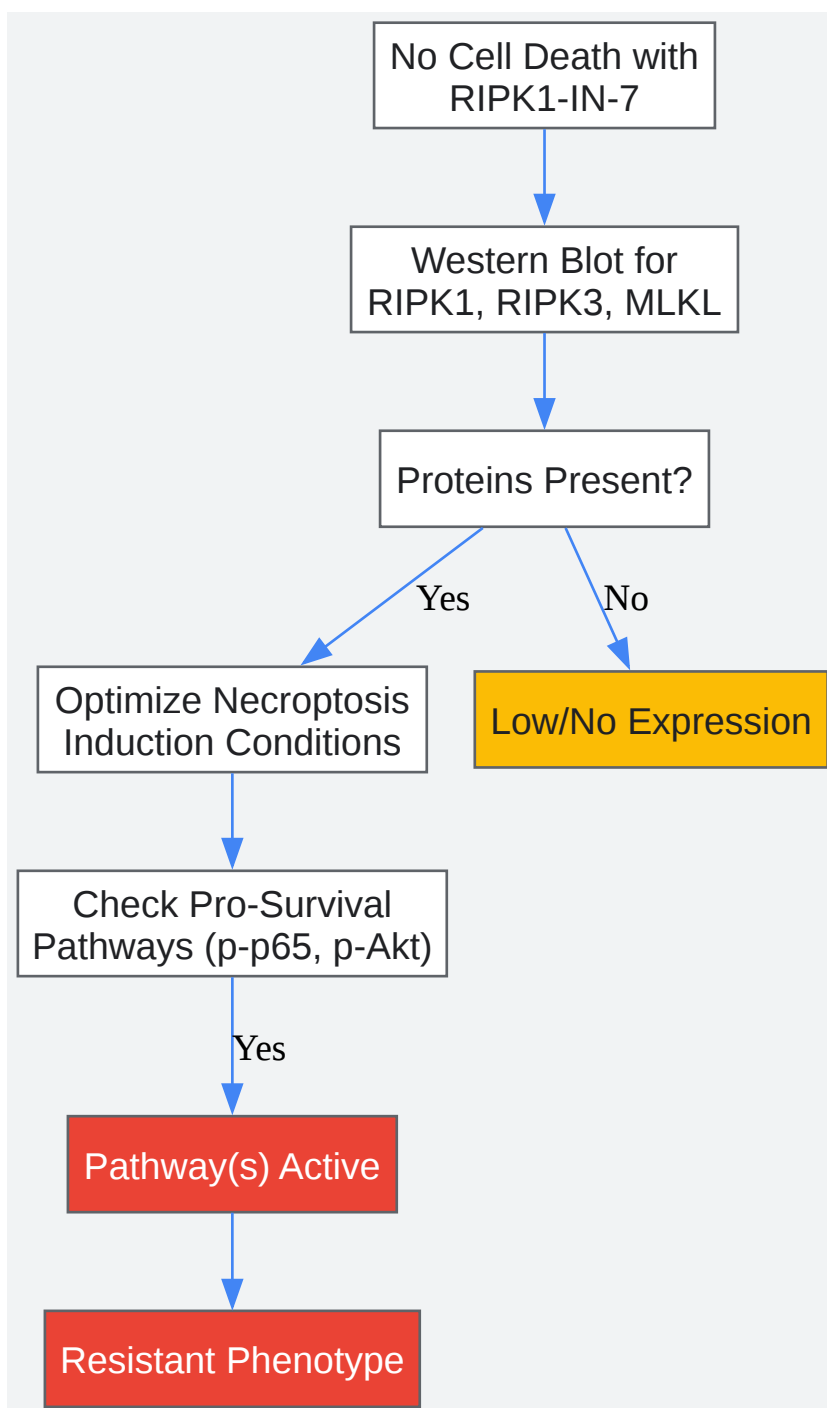 No Cell Death with
RIPK1-IN-7
Western Blot for
RIPK1, RIPK3, MLKL
Proteins Present?
Yes
No
Optimize Necroptosis
Induction Conditions
Low/No Expression
Check Pro-Survival
Pathways (p-p65, p-Akt)
Yes
Pathway(s) Active
Resistant Phenotype